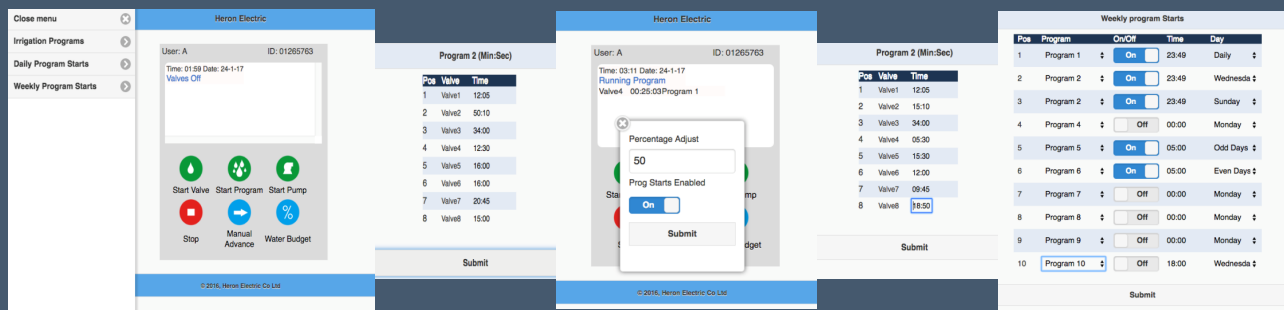 Close menu
Irrigation Programs
Daily Program Starts
Weekly Program Starts
Heron Electric
User: A ID: 01265763
Time: 01:59 Date: 24-1-17
Valves Off
Start Valve Start Program Start Pump
Stop Manual Advance Water Budget
© 2016, Heron Electric Co Ltd
Program 2 (Min:Sec)
Pos Valve Time
1 Valve1 12:05
2 Valve2 50:10
3 Valve3 34:00
4 Valve4 12:30
5 Valve5 16:00
6 Valve6 16:00
7 Valve7 20:45
8 Valve8 15:00
Submit
Heron Electric
User: A ID: 01265763
Time: 03:11 Date: 24-1-17
Running Program
Valve4 00:25:03 Program 1
Percentage Adjust
50
Prog Starts Enabled
On
Submit
Sta mp
S dget
© 2016, Heron Electric Co Ltd
Program 2 (Min:Sec)
Pos Valve Time
1 Valve1 12:05
2 Valve2 15:10
3 Valve3 34:00
4 Valve4 05:30
5 Valve5 15:30
6 Valve6 12:00
7 Valve7 09:45
8 Valve8 18:50
Submit
Weekly program Starts
Pos Program On/Off Time Day
1 Program 1 On 23:49 Daily
2 Program 2 On 23:49 Wednesda
3 Program 2 On 23:49 Sunday
4 Program 4 Off 00:00 Monday
5 Program 5 On 05:00 Odd Days
6 Program 6 On 05:00 Even Days
7 Program 7 Off 00:00 Monday
8 Program 8 Off 00:00 Monday
9 Program 9 Off 00:00 Monday
10 Program 10 Off 18:00 Wednesda
Submit